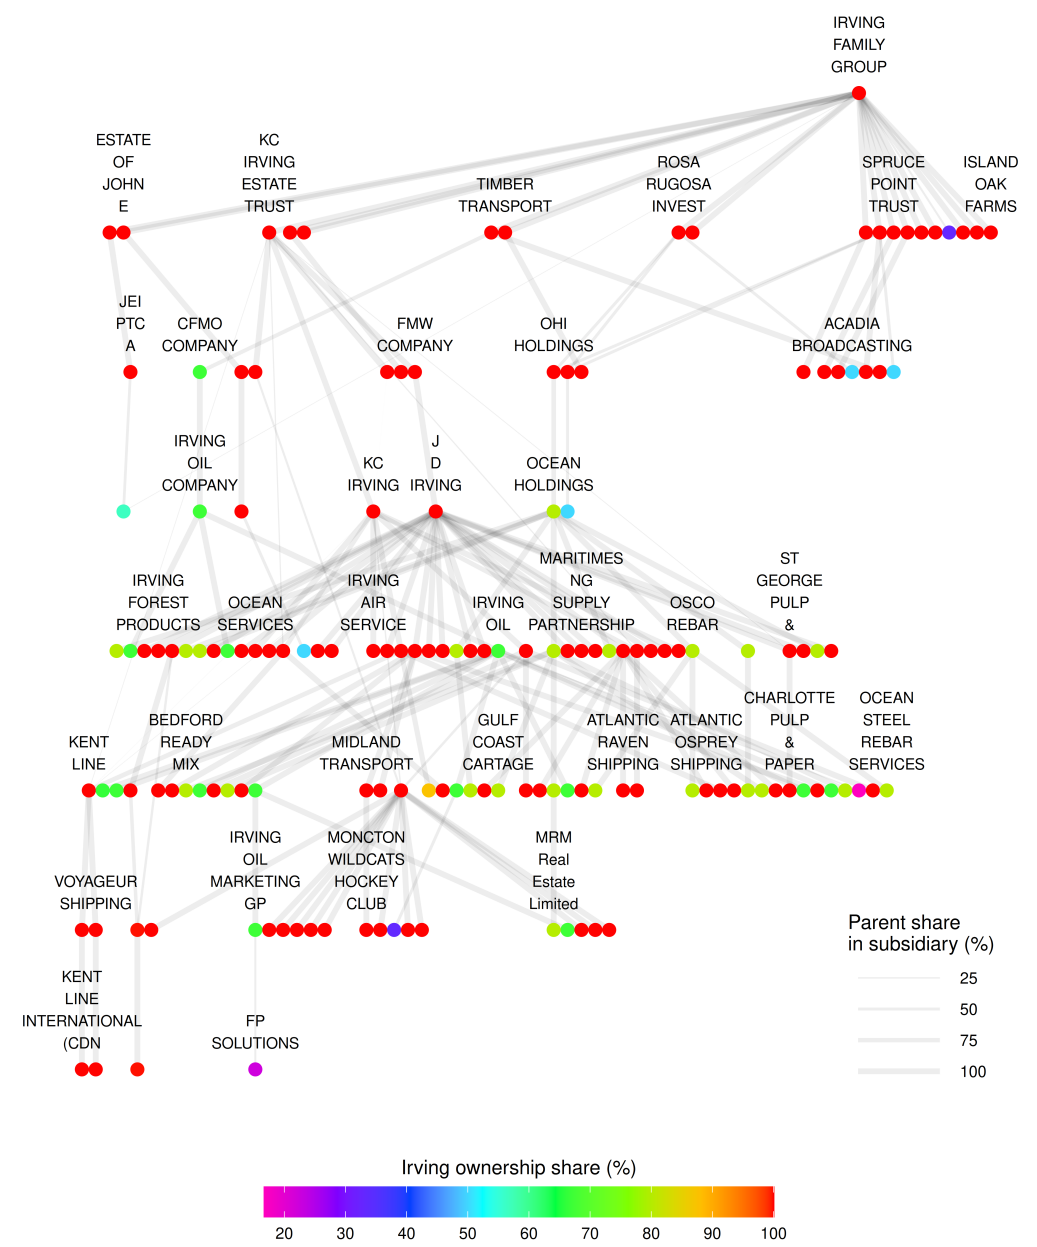 IRVING
FAMILY
GROUP
ESTATE
OF
JOHN
E
KC
IRVING
ESTATE
TRUST
TIMBER
TRANSPORT
ROSA
RUGOSA
INVEST
SPRUCE
POINT
TRUST
ISLAND
OAK
FARMS
JEI
PTC
A
CFMO
COMPANY
FMW
COMPANY
OHI
HOLDINGS
ACADIA
BROADCASTING
IRVING
OIL
COMPANY
KC
IRVING
J
D
IRVING
OCEAN
HOLDINGS
IRVING
FOREST
PRODUCTS
OCEAN
SERVICES
IRVING
AIR
SERVICE
IRVING
OIL
MARITIMES
NG
SUPPLY
PARTNERSHIP
OSCO
REBAR
ST
GEORGE
PULP
&
KENT
LINE
BEDFORD
READY
MIX
MIDLAND
TRANSPORT
GULF
COAST
CARTAGE
ATLANTIC
RAVEN
SHIPPING
ATLANTIC
OSPREY
SHIPPING
CHARLOTTE
PULP
&
PAPER
OCEAN
STEEL
REBAR
SERVICES
VOYAGEUR
SHIPPING
IRVING
OIL
MARKETING
GP
MONCTON
WILDCATS
HOCKEY
CLUB
MRM
Real
Estate
Limited
KENT
LINE
INTERNATIONAL
(CDN
FP
SOLUTIONS
Parent share
in subsidiary (%)
25
50
75
100
Irving ownership share (%)
20 30 40 50 60 70 80 90 100